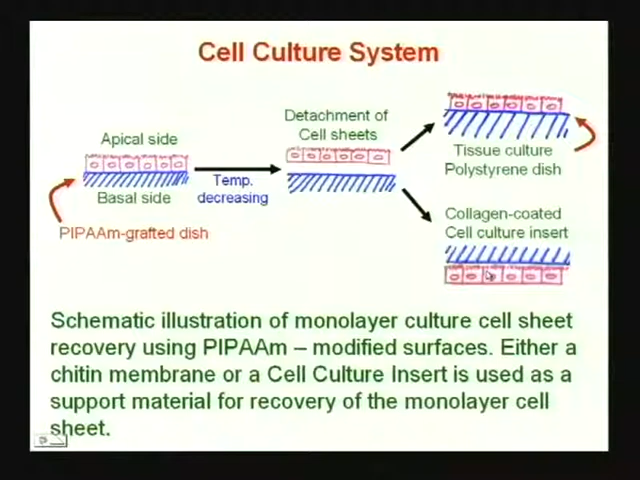 Cell Culture System
Apical side
Basal side
PIPAAm-grafted dish
Temp.
decreasing
Detachment of
Cell sheets
Tissue culture
Polystyrene dish
Collagen-coated
Cell culture insert
Schematic illustration of monolayer culture cell sheet
recovery using PIPAAm – modified surfaces. Either a
chitin membrane or a Cell Culture Insert is used as a
support material for recovery of the monolayer cell
sheet.